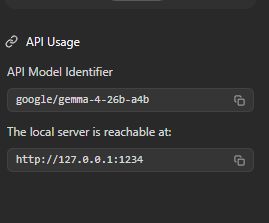 API Usage
API Model Identifier
google/gemma-4-26b-a4b
The local server is reachable at:
http://127.0.0.1:1234